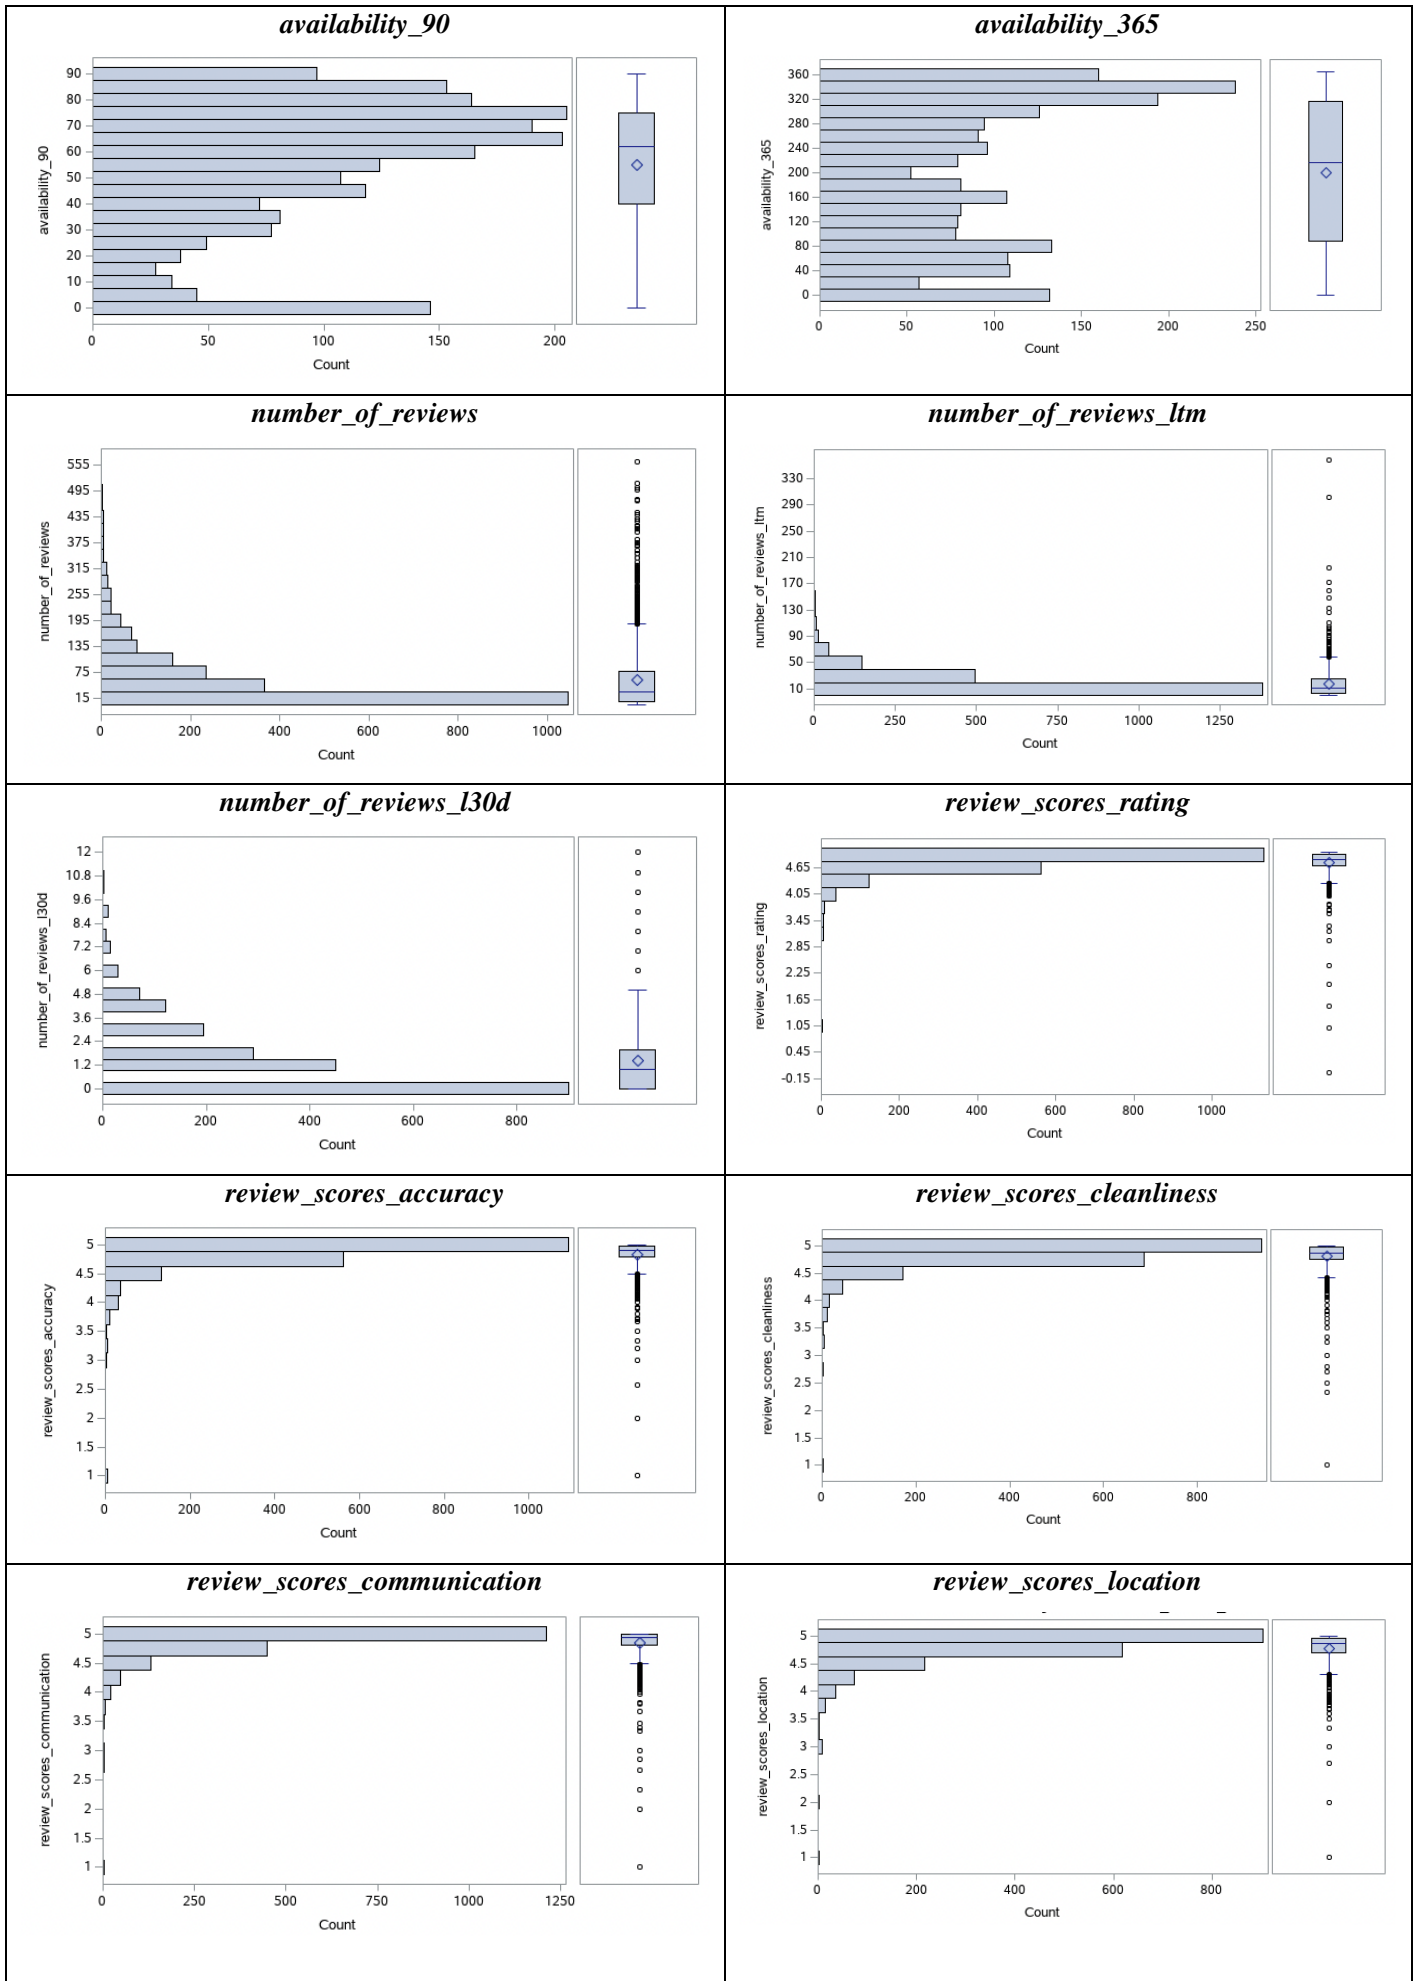 availability_90
availability_90
90
80
70
60
50
40
30
20
10
0
0 50 100 150 200
Count
availability_365
availability_365
360
320
280
240
200
160
120
80
40
0
0 50 100 150 200 250
Count
number_of_reviews
number_of_reviews
555
495
435
375
315
255
195
135
75
15
0 200 400 600 800 1000
Count
number_of_reviews_ltm
number_of_reviews_ltm
330
290
250
210
170
130
90
50
10
0 250 500 750 1000 1250
Count
number_of_reviews_l30d
number_of_reviews_l30d
12
10.8
9.6
8.4
7.2
6
4.8
3.6
2.4
1.2
0
0 200 400 600 800
Count
review_scores_rating
review_scores_rating
4.65
4.05
3.45
2.85
2.25
1.65
1.05
0.45
-0.15
0 200 400 600 800 1000
Count
review_scores_accuracy
review_scores_accuracy
5
4.5
4
3.5
3
2.5
2
1.5
1
0 200 400 600 800 1000
Count
review_scores_cleanliness
review_scores_cleanliness
5
4.5
4
3.5
3
2.5
2
1.5
1
0 200 400 600 800
Count
review_scores_communication
review_scores_communication
5
4.5
4
3.5
3
2.5
2
1.5
1
0 250 500 750 1000 1250
Count
review_scores_location
review_scores_location
5
4.5
4
3.5
3
2.5
2
1.5
1
0 200 400 600 800
Count